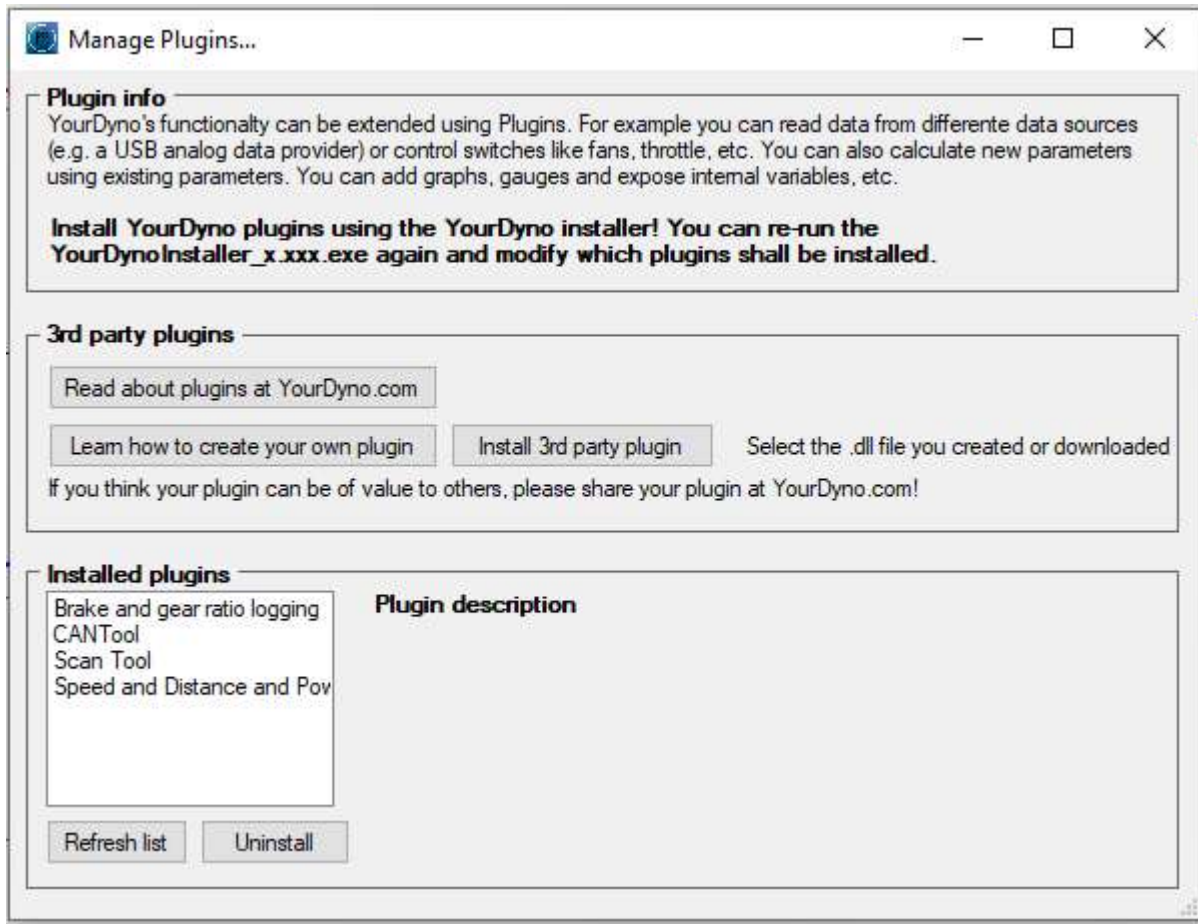 Manage Plugins...
Plugin info
YourDyno's functionalty can be extended using Plugins. For example you can read data from differente data sources
(e.g. a USB analog data provider) or control switches like fans, throttle, etc. You can also calculate new parameters
using existing parameters. You can add graphs, gauges and expose internal variables, etc.
Install YourDyno plugins using the YourDyno installer! You can re-run the
YourDynoInstaller_x.xxx.exe again and modify which plugins shall be installed.
3rd party plugins
Read about plugins at YourDyno.com
Learn how to create your own plugin
Install 3rd party plugin
Select the .dll file you created or downloaded
If you think your plugin can be of value to others, please share your plugin at YourDyno.com!
Installed plugins
Brake and gear ratio logging
CANTool
Scan Tool
Speed and Distance and Pow
Plugin description
Refresh list
Uninstall